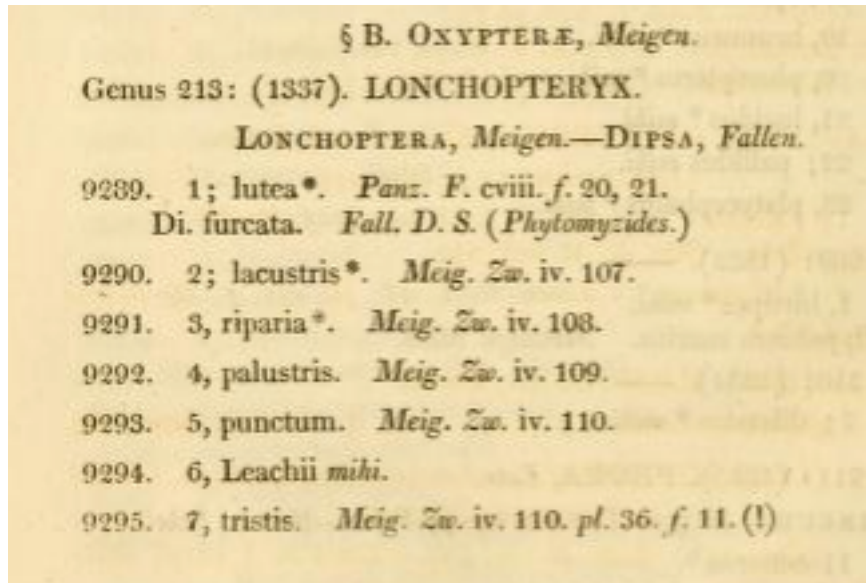 § B. OXYPTERÆ, Meigen.
Genus 213: (1337). LONCHOPTERYX.
LONCHOPTERA, Meigen.—DIPSA, Fallen.
9289. 1; lutea*. Panz. F. cviii. f. 20, 21.
Di. furcata. Fall. D. S. (Phytomyzides.)
9290. 2; lacustris*. Meig. Zw. iv. 107.
9291. 3, riparia*. Meig. Zw. iv. 108.
9292. 4, palustris. Meig. Zw. iv. 109.
9293. 5, punctum. Meig. Zw. iv. 110.
9294. 6, Leachii mihi.
9295. 7, tristis. Meig. Zw. iv. 110. pl. 36. f. 11. (!)